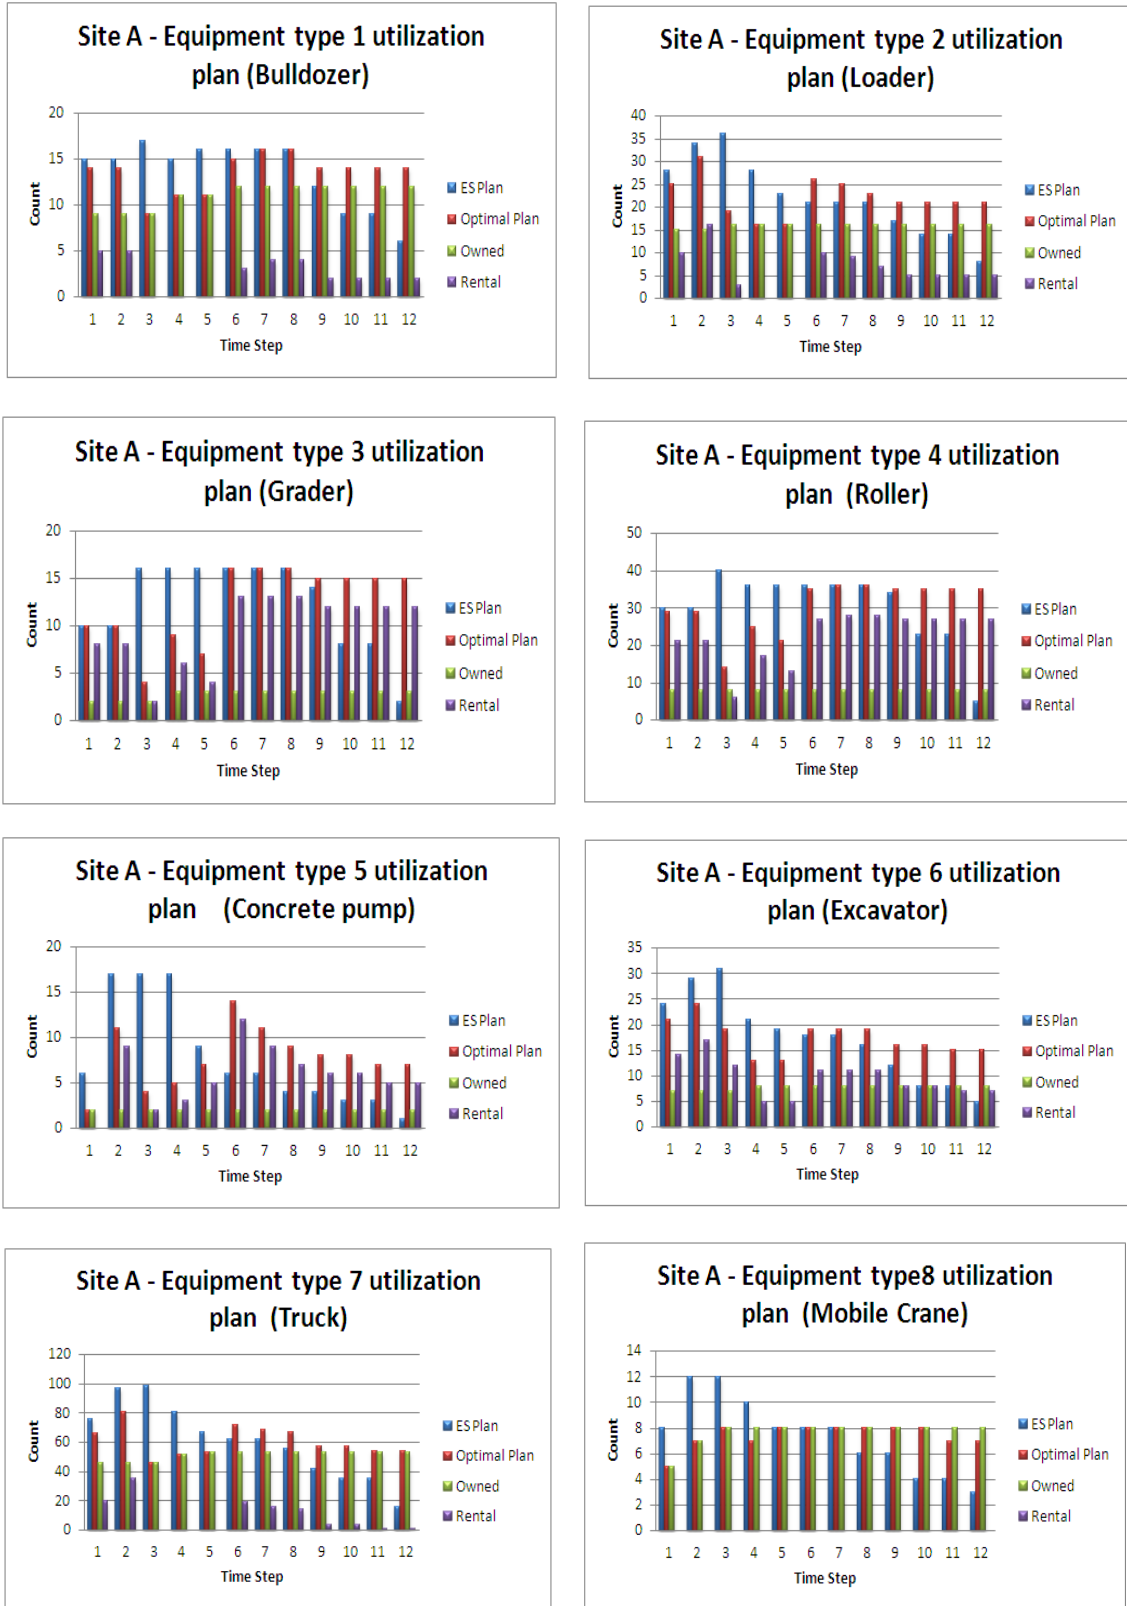 Site A - Equipment type 1 utilization
plan (Bulldozer)
20
15
10
5
0
Count
1 2 3 4 5 6 7 8 9 10 11 12
Time Step
ES Plan
Optimal Plan
Owned
Rental
Site A - Equipment type 2 utilization
plan (Loader)
40
35
30
25
20
15
10
5
0
Count
1 2 3 4 5 6 7 8 9 10 11 12
Time Step
ES Plan
Optimal Plan
Owned
Rental
Site A - Equipment type 3 utilization
plan (Grader)
20
15
10
5
0
Count
1 2 3 4 5 6 7 8 9 10 11 12
Time Step
ES Plan
Optimal Plan
Owned
Rental
Site A - Equipment type 4 utilization
plan (Roller)
50
40
30
20
10
0
Count
1 2 3 4 5 6 7 8 9 10 11 12
Time Step
ES Plan
Optimal Plan
Owned
Rental
Site A - Equipment type 5 utilization
plan (Concrete pump)
20
15
10
5
0
Count
1 2 3 4 5 6 7 8 9 10 11 12
Time Step
ES Plan
Optimal Plan
Owned
Rental
Site A - Equipment type 6 utilization
plan (Excavator)
35
30
25
20
15
10
5
0
Count
1 2 3 4 5 6 7 8 9 10 11 12
Time Step
ES Plan
Optimal Plan
Owned
Rental
Site A - Equipment type 7 utilization
plan (Truck)
120
100
80
60
40
20
0
Count
1 2 3 4 5 6 7 8 9 10 11 12
Time Step
ES Plan
Optimal Plan
Owned
Rental
Site A - Equipment type8 utilization
plan (Mobile Crane)
14
12
10
8
6
4
2
0
Count
1 2 3 4 5 6 7 8 9 10 11 12
Time Step
ES Plan
Optimal Plan
Owned
Rental